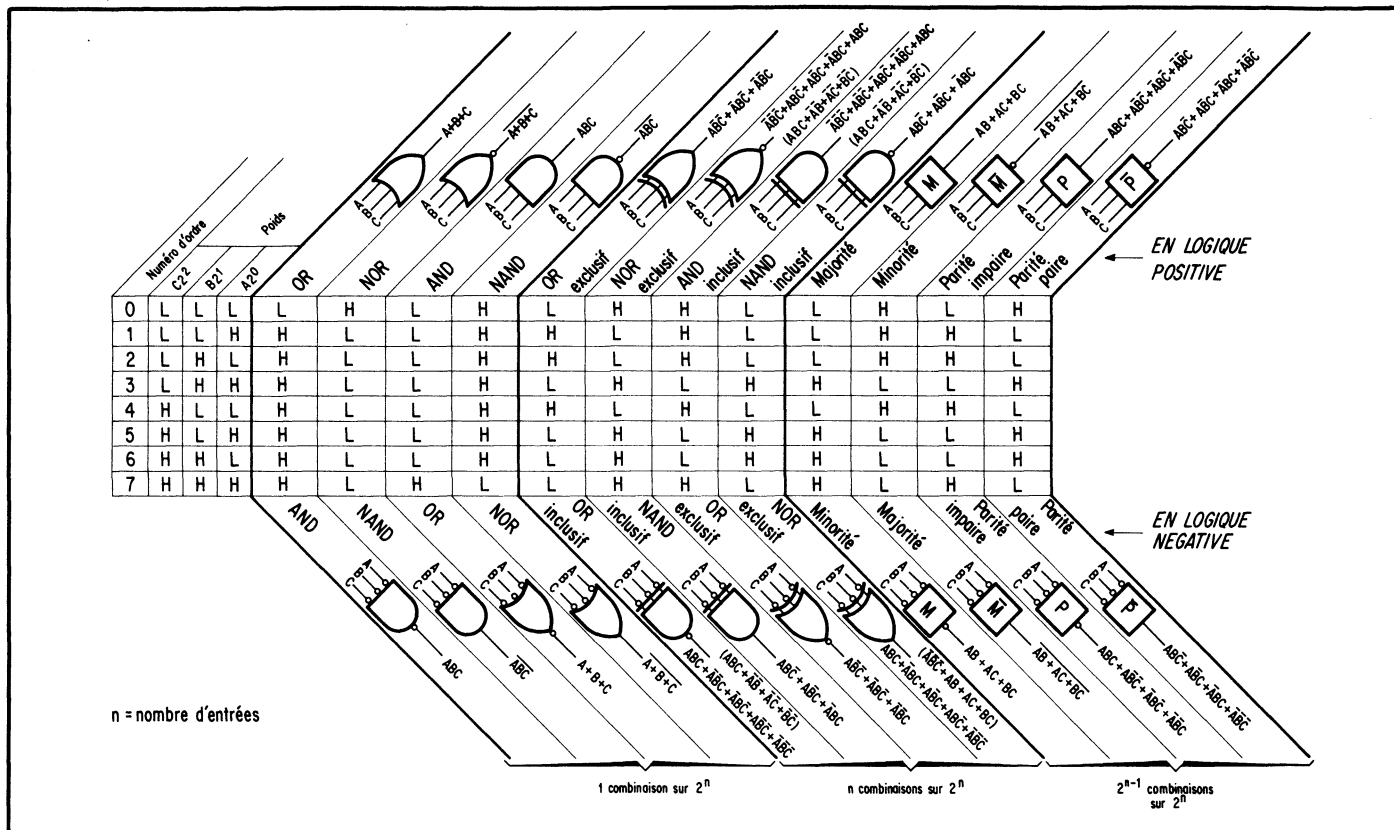 A+B+C
A̅+̅B̅+̅C̅
ABC
A̅B̅C̅
AB+AC+BC
A B C
A B C
A B C
A B C
A B C
A B C
A B C
A B C
A B C
A B C
A B C
A B C
M
M̅
P
P̅
Numéro d'ordre
Poids
C2²
B2¹
A2⁰
OR
NOR
AND
NAND
OR exclusif
NOR exclusif
AND inclusif
NAND inclusif
Majorité
Minorité
Parité impaire
Parité paire
EN LOGIQUE
POSITIVE
0 L L L L H L H L H H L L H L H
1 L L H H L L H H L H L L H H L
2 L H L H L L H H L H L L H H L
3 L H H H L L H L H L H H L L H
4 H L L H L L H H L H L L H H L
5 H L H H L L H L H L H H L L H
6 H H L H L L H L H L H H L L H
7 H H H H L H L L H H L H L H L
AND
NAND
OR
NOR
OR inclusif
NAND inclusif
OR exclusif
NOR exclusif
Minorité
Majorité
Parité impaire
Parité paire
EN LOGIQUE
NEGATIVE
A B C
A B C
A B C
A B C
A B C
A B C
A B C
A B C
A B C
A B C
A B C
A B C
M
M̅
P
P̅
ABC
A̅B̅C̅
A+B+C
A̅+̅B̅+̅C̅
AB+AC+BC
n = nombre d'entrées
1 combinaison sur 2ⁿ
n combinaisons sur 2ⁿ
2ⁿ⁻¹ combinaisons
sur 2ⁿ